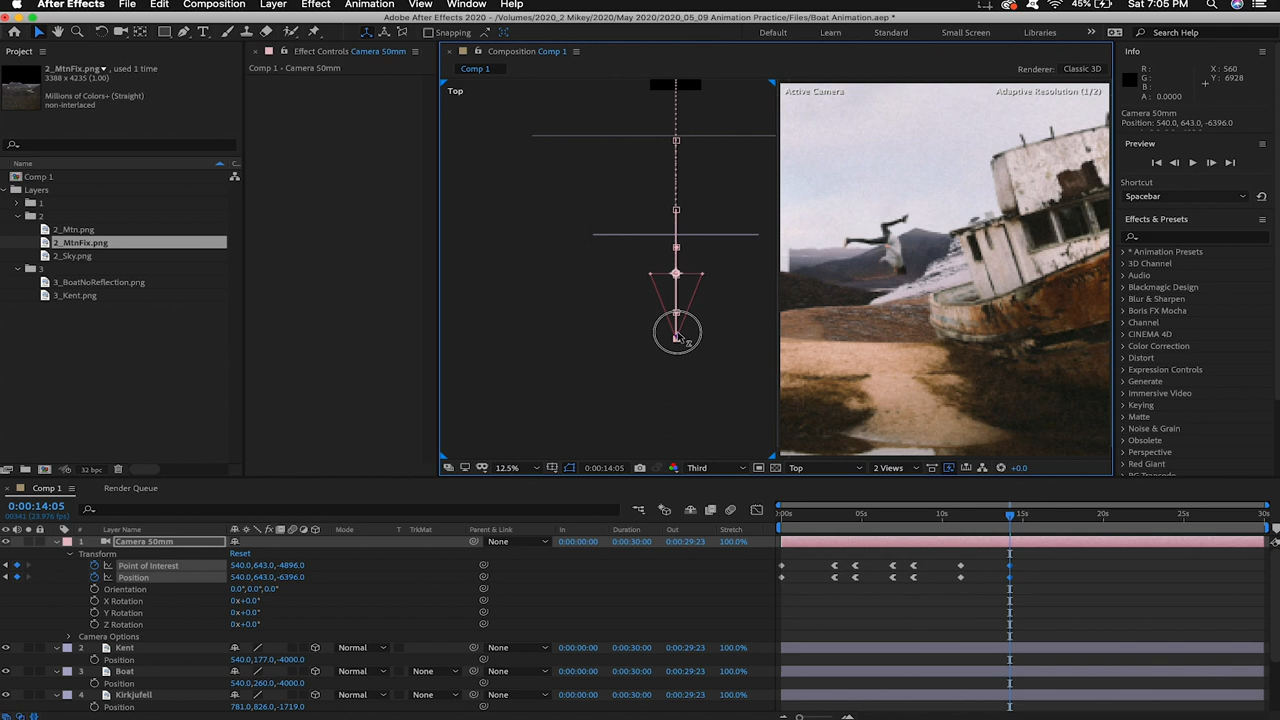 After Effects File Edit Composition Layer Effect Animation View Window Help 45% Sat 7:05 PM
Adobe After Effects 2020 - /Volumes/2020_2 Mikey/2020/May 2020/2020_05_09 Animation Practice/Files/Boat Animation.aep *
Snapping Default Learn Standard Small Screen Libraries Search Help
Project
2_MtnFix.png , used 1 time
3388 x 4235 (1.00)
Millions of Colors+ (Straight)
non-interlaced
Name C..
Comp 1
Layers
1
2
2_Mtn.png
2_MtnFix.png
2_Sky.png
3
3_BoatNoReflection.png
3_Kent.png
32 bpc
Effect Controls Camera 50mm
Comp 1 • Camera 50mm
Composition Comp 1
Comp 1
Renderer: Classic 3D
Top
Active Camera Adaptive Resolution (1/2)
Z
12.5% 0:00:14:05 Third Top 2 Views +0.0
Info
R :
G :
B :
A : 0.0000
X : 560
Y : 6928
Camera 50mm
Position: 540.0, 643.0, -6396.0
Preview
Shortcut
Spacebar
Effects & Presets
* Animation Presets
3D Channel
Audio
Blackmagic Design
Blur & Sharpen
Boris FX Mocha
Channel
CINEMA 4D
Color Correction
Distort
Expression Controls
Generate
Immersive Video
Keying
Matte
Noise & Grain
Obsolete
Perspective
Red Giant
Comp 1 Render Queue
0:00:14:05
00341 (23.976 fps)
# Layer Name Mode T TrkMat Parent & Link In Duration Out Stretch
:00s 05s 10s 15s 20s 25s 30s
1 Camera 50mm None 0:00:00:00 0:00:30:00 0:00:29:23 100.0%
Transform Reset
Point of Interest 540.0,643.0,-4896.0
Position 540.0,643.0,-6396.0
Orientation 0.0°,0.0°,0.0°
X Rotation 0x+0.0°
Y Rotation 0x+0.0°
Z Rotation 0x+0.0°
Camera Options
2 Kent Normal None 0:00:00:00 0:00:30:00 0:00:29:23 100.0%
Position 540.0,177.0,-4000.0
3 Boat Normal None None 0:00:00:00 0:00:30:00 0:00:29:23 100.0%
Position 540.0,260.0,-4000.0
4 Kirkjufell Normal None None 0:00:00:00 0:00:30:00 0:00:29:23 100.0%
Position 781.0,826.0,-1719.0